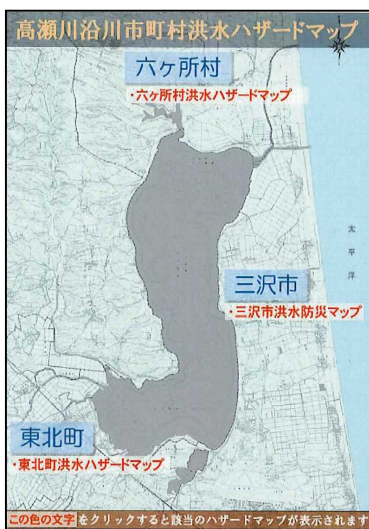 高瀬川沿川市町村洪水ハザードマップ
六ヶ所村
・六ヶ所村洪水ハザードマップ
太平洋
三沢市
・三沢市洪水防災マップ
東北町
・東北町洪水ハザードマップ
この色の文字をクリックすると該当のハザードマップが表示されます